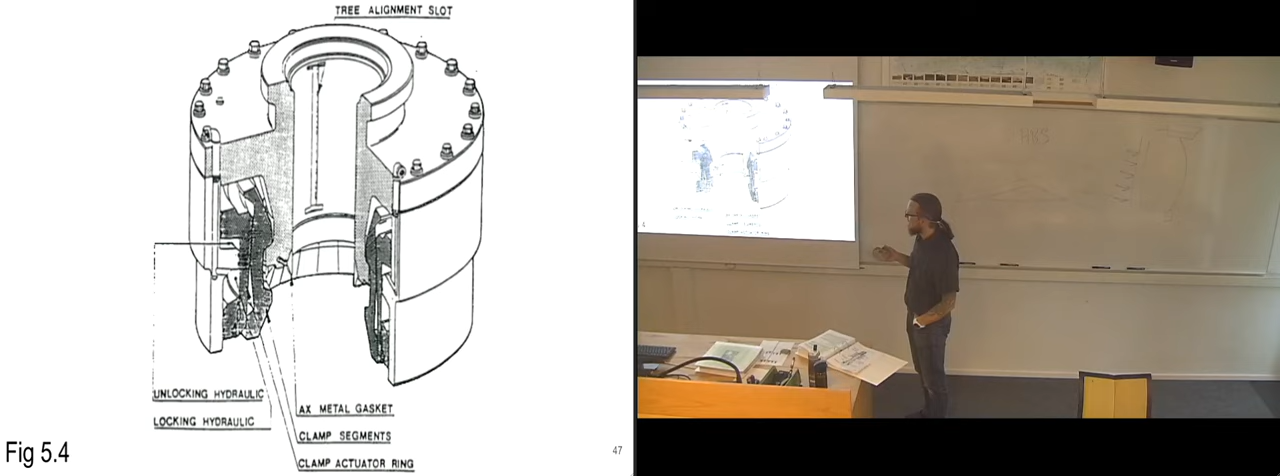 TREE ALIGNMENT SLOT
UNLOCKING HYDRAULIC
LOCKING HYDRAULIC
AX METAL GASKET
CLAMP SEGMENTS
CLAMP ACTUATOR RING
Fig 5.4
47